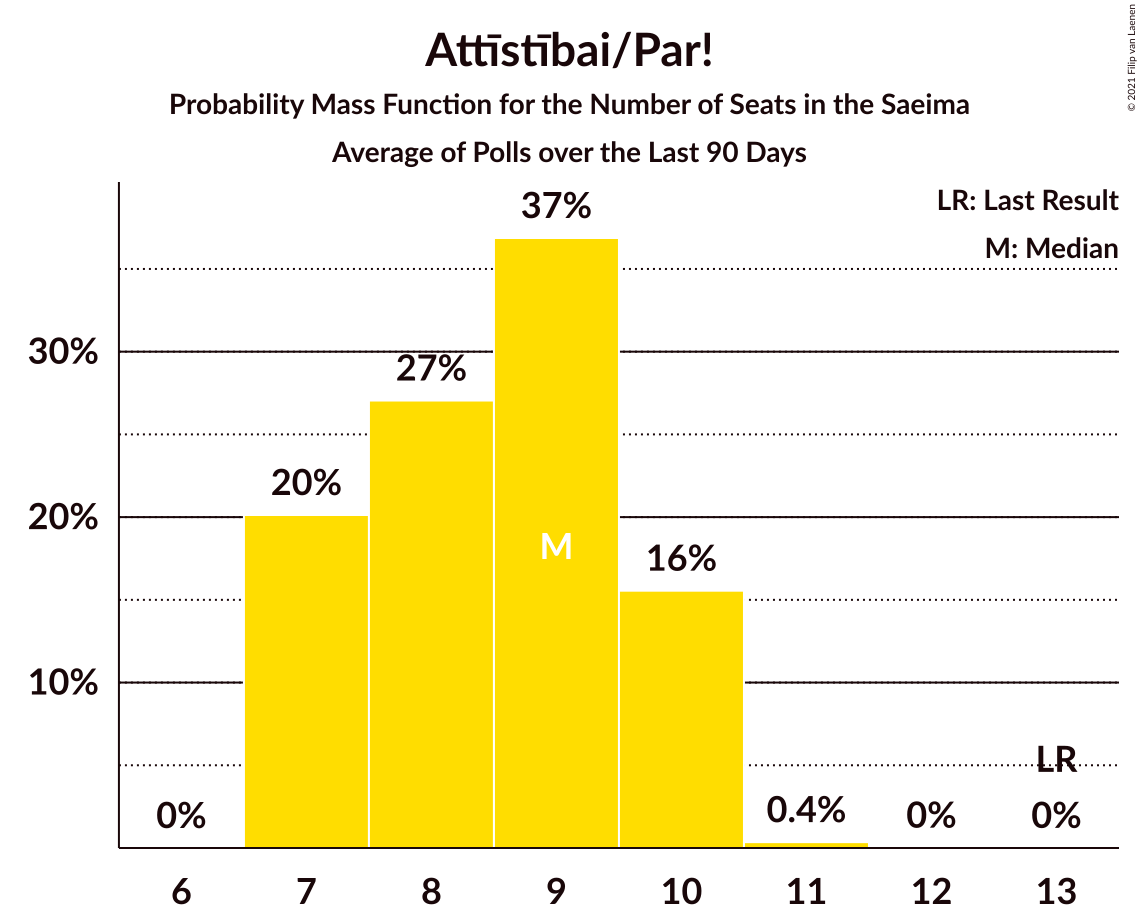 Attīstībai/Par!
Probability Mass Function for the Number of Seats in the Saeima
Average of Polls over the Last 90 Days
© 2021 Filip van Laenen
LR: Last Result
M: Median
37%
30%
27%
20%
20%
M
16%
10%
LR
0%
0.4%
0%
0%
6 7 8 9 10 11 12 13